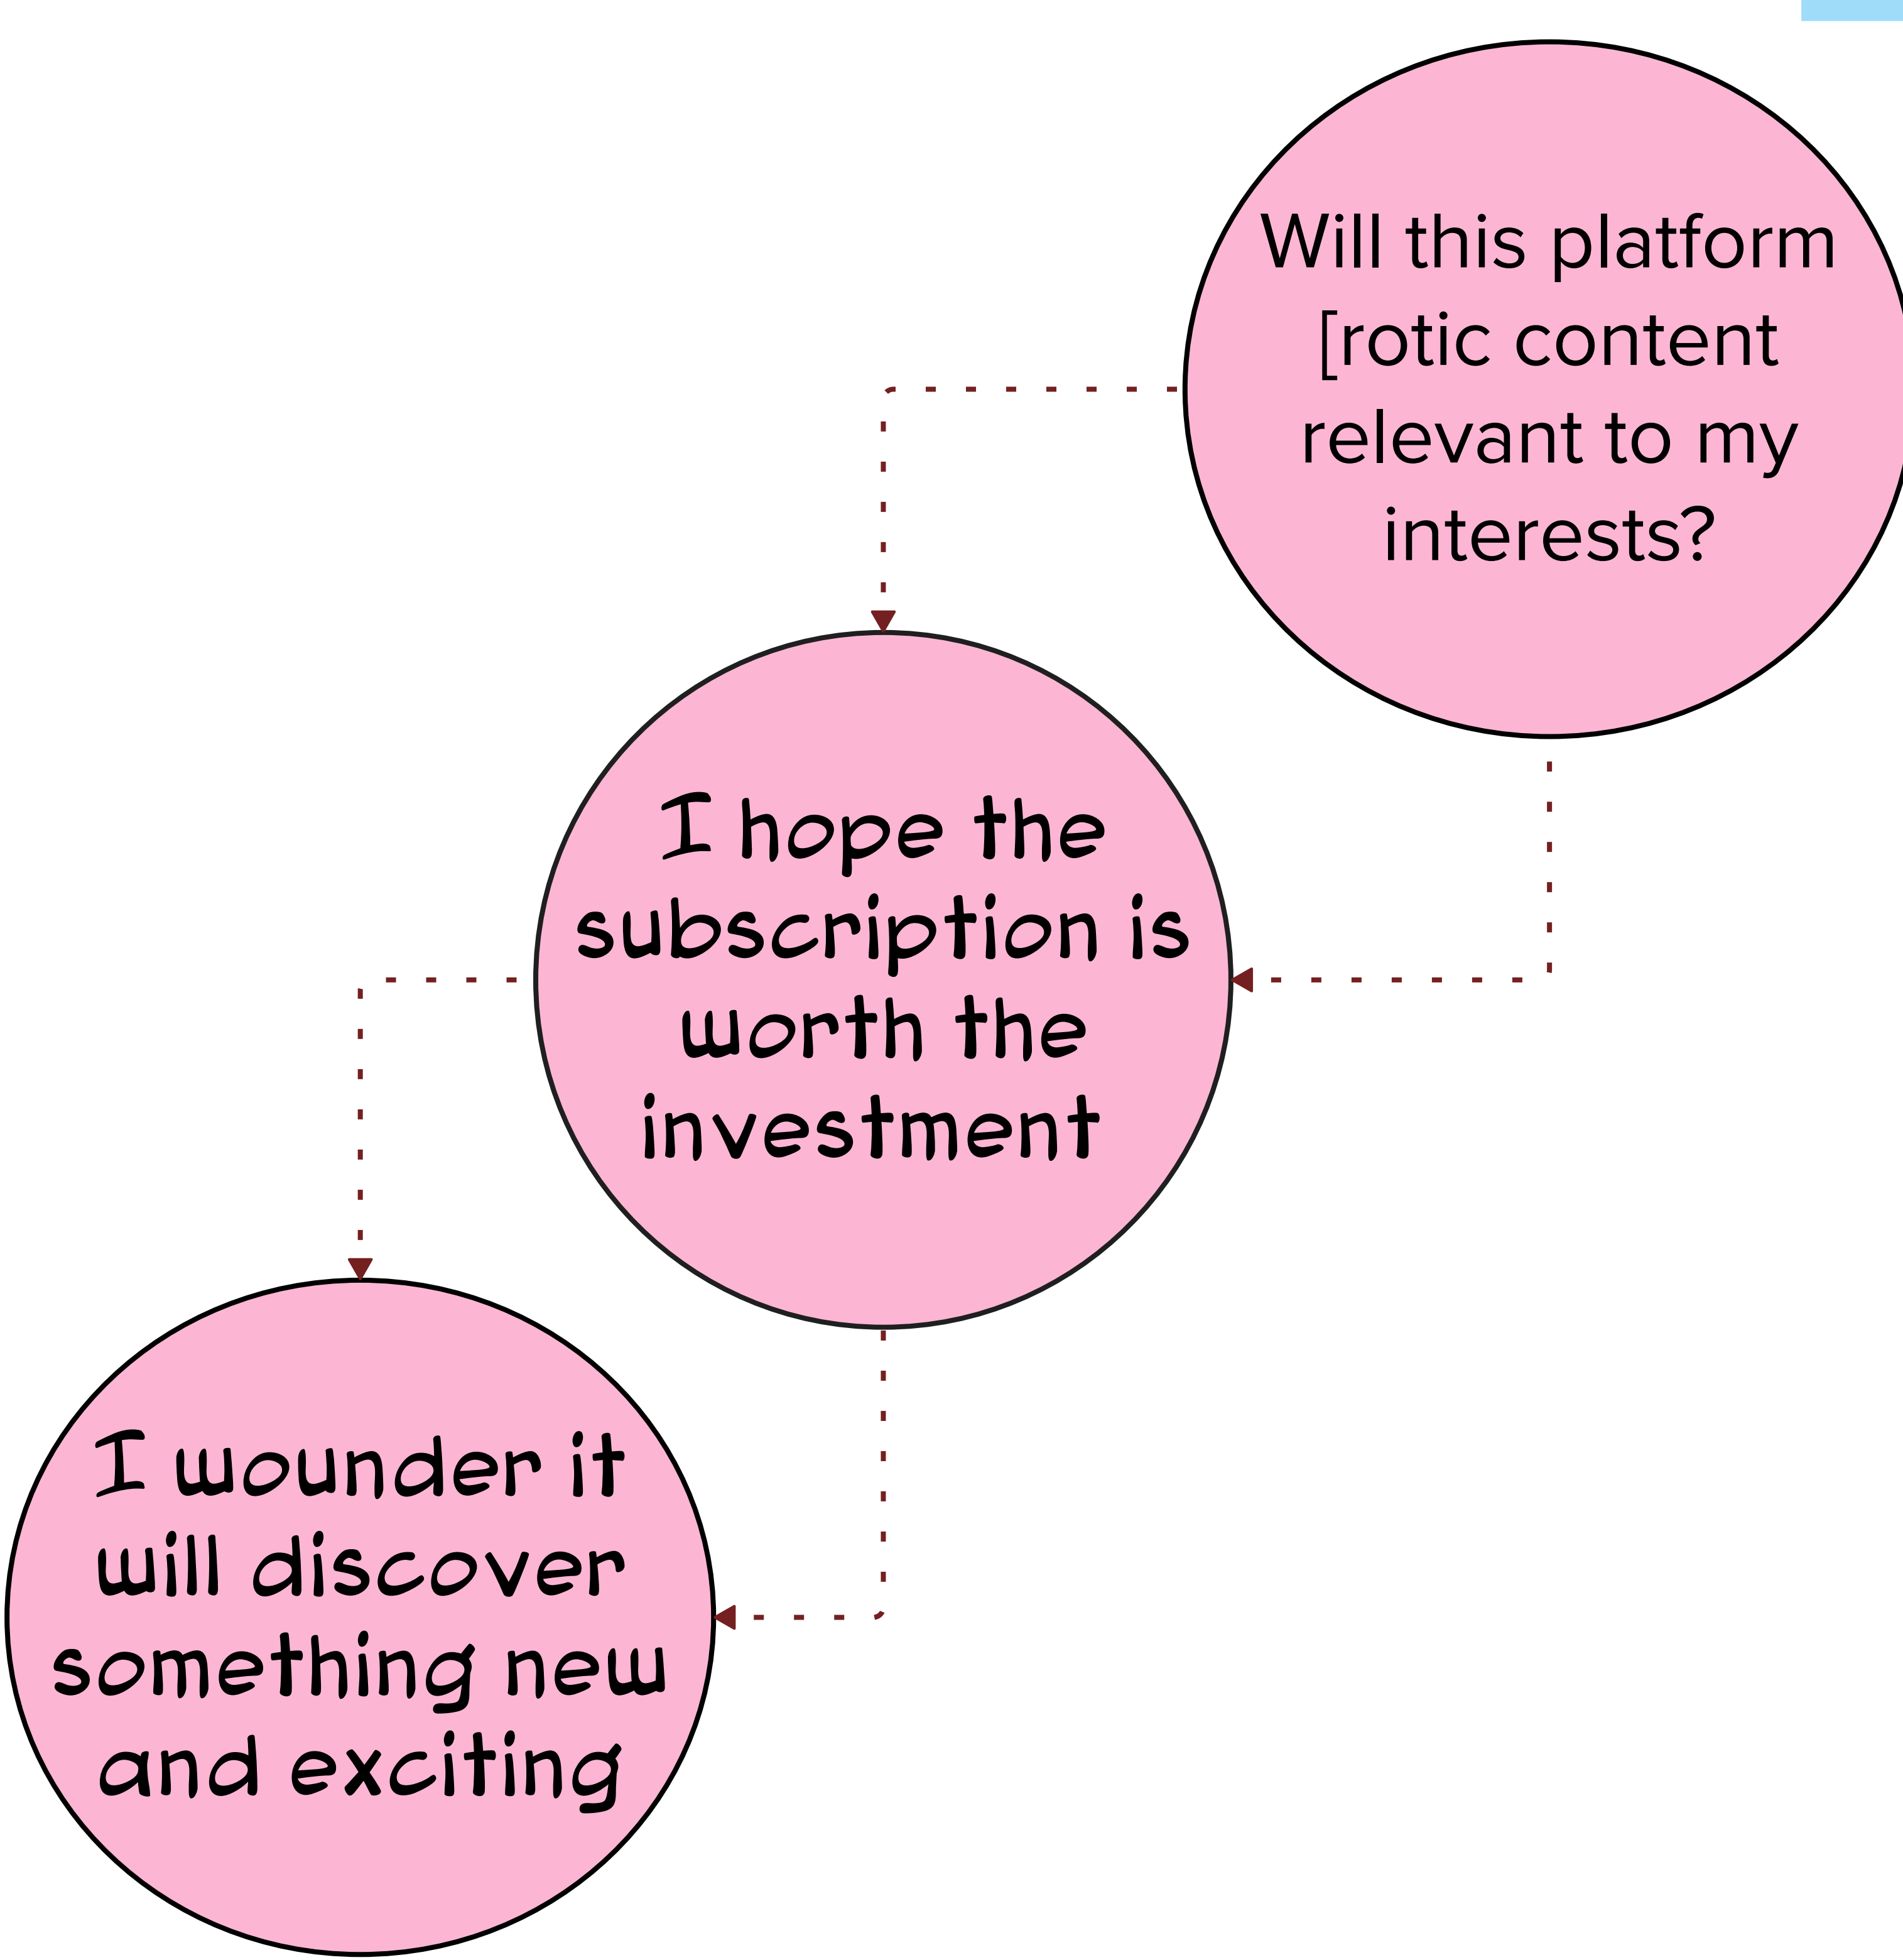 Will this platform
[rotic content
relevant to my
interests?
I hope the
subscription is
worth the
investment
I wounder it
will discover
something new
and exciting